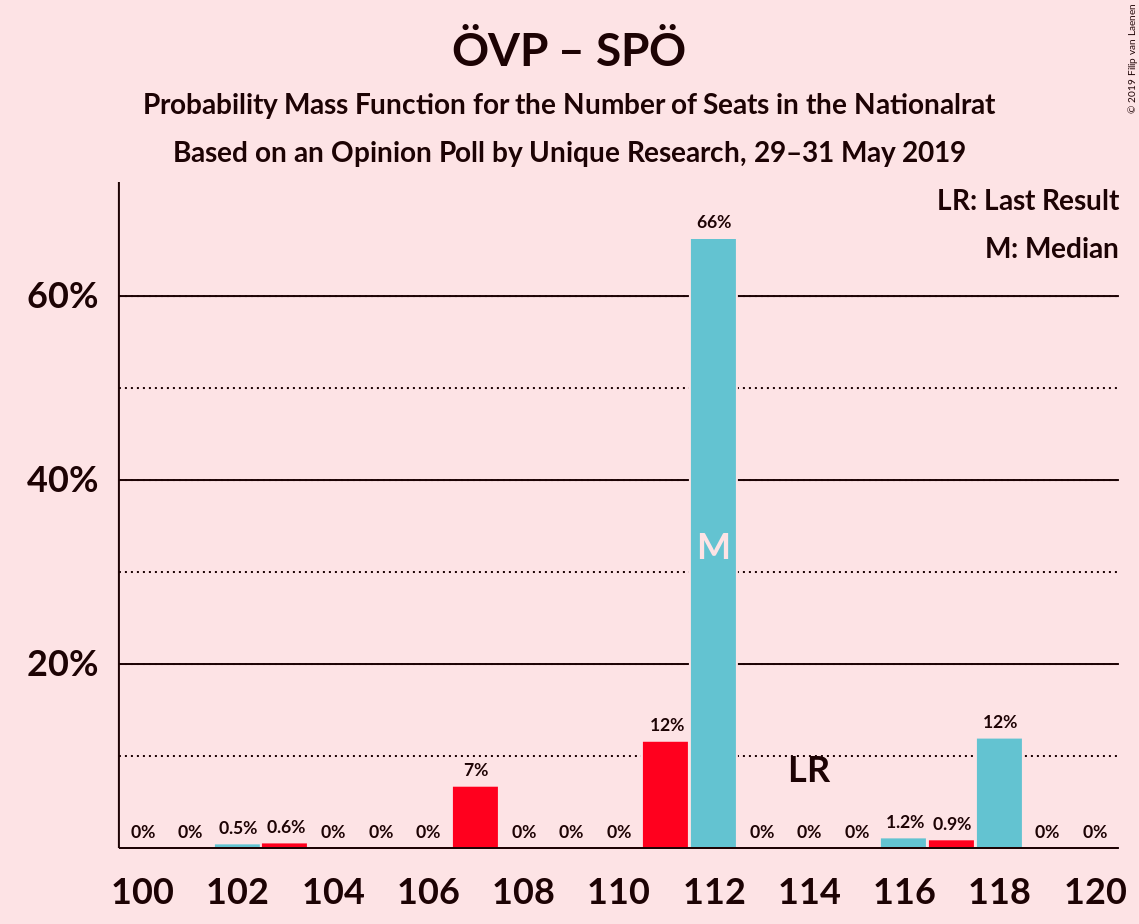 ÖVP – SPÖ
Probability Mass Function for the Number of Seats in the Nationalrat
Based on an Opinion Poll by Unique Research, 29–31 May 2019
© 2019 Filip van Laenen
LR: Last Result
M: Median
60%
40%
20%
0% 0% 0.5% 0.6% 0% 0% 0% 7% 0% 0% 0% 12% 66% 0% 0% 0% 1.2% 0.9% 12% 0% 0%
M
LR
100 102 104 106 108 110 112 114 116 118 120